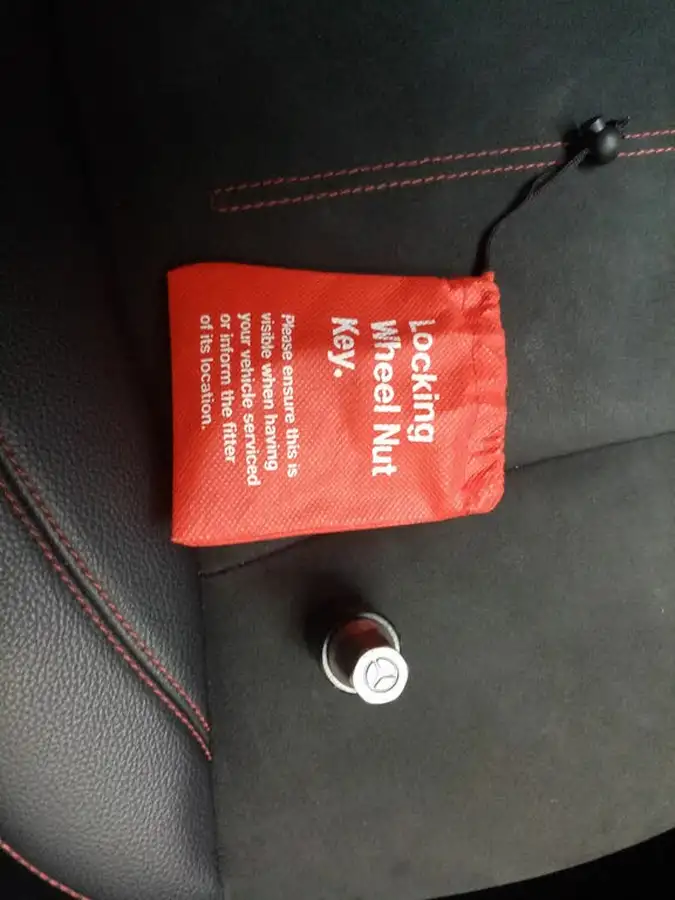 Locking
Wheel Nut
Key.
Please ensure this is
visible when having
your vehicle serviced
or inform the fitter
of its location.